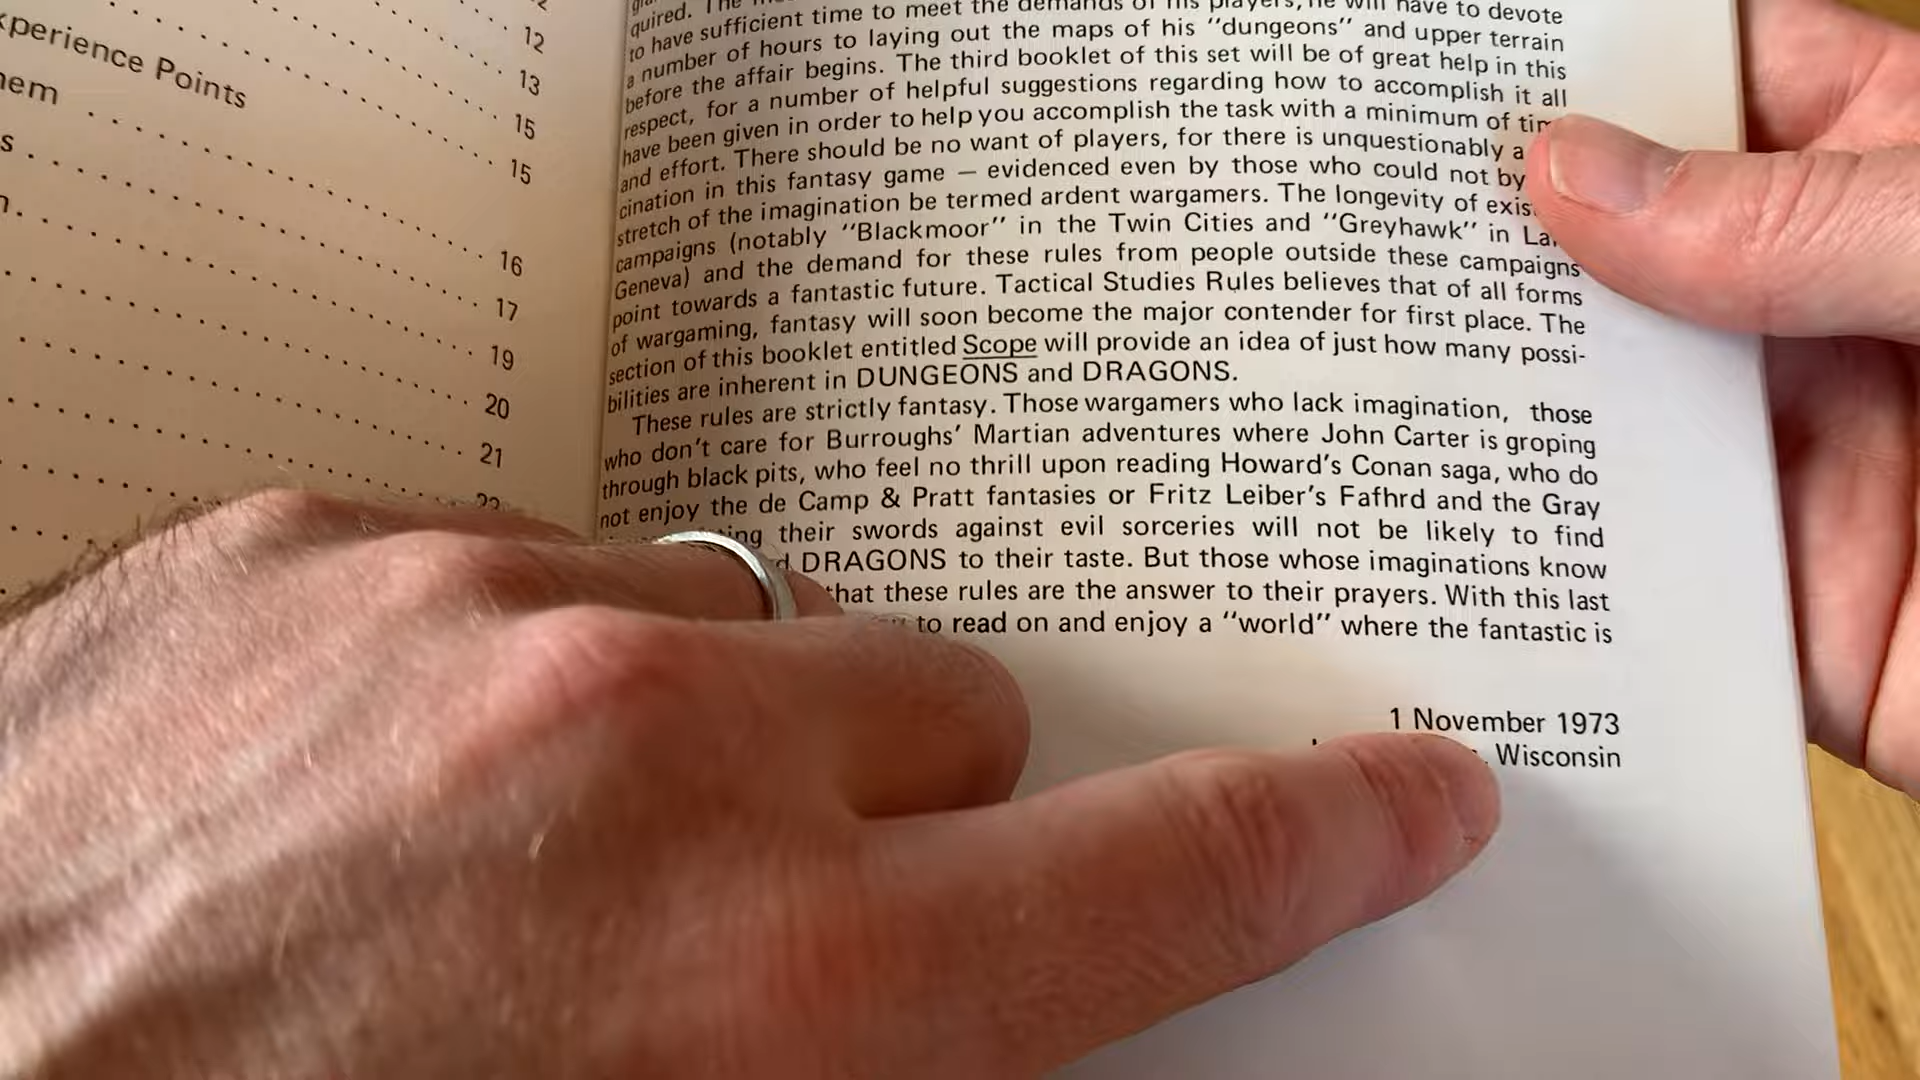 12
13
xperience Points
15
em
15
s
16
17
19
20
21
22
quired. The
to have sufficient time to meet the demands of his players, he will have to devote
a number of hours to laying out the maps of his "dungeons" and upper terrain
before the affair begins. The third booklet of this set will be of great help in this
respect, for a number of helpful suggestions regarding how to accomplish it all
have been given in order to help you accomplish the task with a minimum of tim
and effort. There should be no want of players, for there is unquestionably a
cination in this fantasy game — evidenced even by those who could not by
stretch of the imagination be termed ardent wargamers. The longevity of exis
campaigns (notably "Blackmoor" in the Twin Cities and "Greyhawk" in La
Geneva) and the demand for these rules from people outside these campaigns
point towards a fantastic future. Tactical Studies Rules believes that of all forms
of wargaming, fantasy will soon become the major contender for first place. The
section of this booklet entitled Scope will provide an idea of just how many possi-
bilities are inherent in DUNGEONS and DRAGONS.
These rules are strictly fantasy. Those wargamers who lack imagination, those
who don't care for Burroughs' Martian adventures where John Carter is groping
through black pits, who feel no thrill upon reading Howard's Conan saga, who do
not enjoy the de Camp & Pratt fantasies or Fritz Leiber's Fafhrd and the Gray
ing their swords against evil sorceries will not be likely to find
d DRAGONS to their taste. But those whose imaginations know
that these rules are the answer to their prayers. With this last
to read on and enjoy a "world" where the fantastic is
1 November 1973
Wisconsin